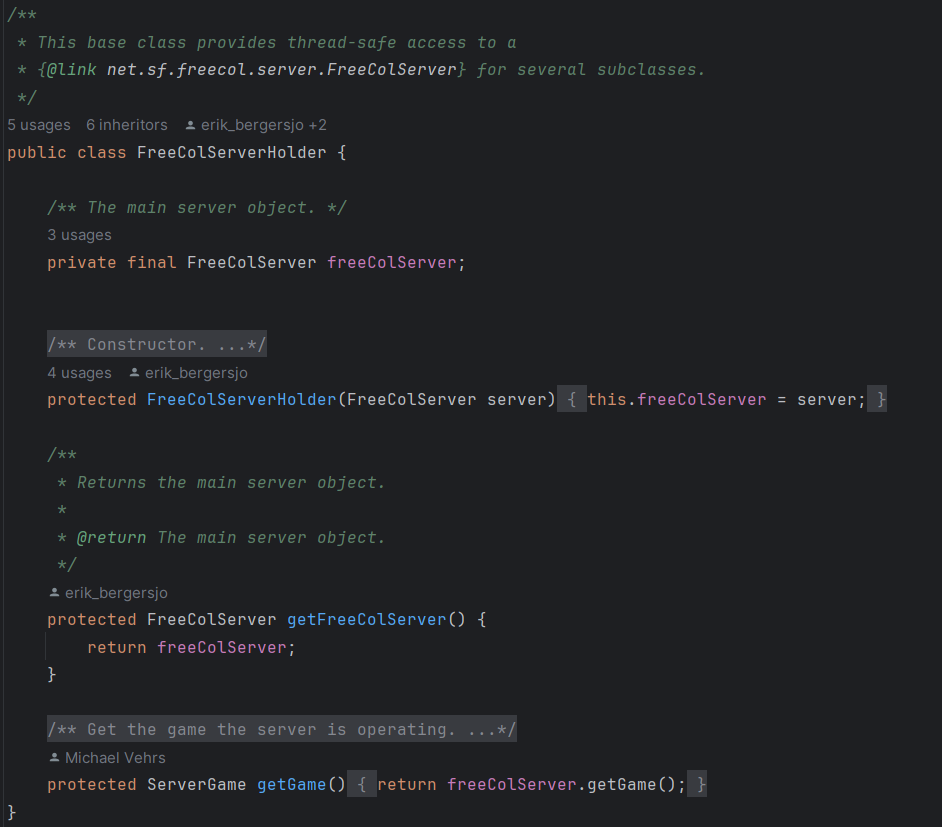 /**
 * This base class provides thread-safe access to a
 * {@link net.sf.freecol.server.FreeColServer} for several subclasses.
 */
5 usages   6 inheritors   erik_bergersjo +2
public class FreeColServerHolder {
    /** The main server object. */
    3 usages
    private final FreeColServer freeColServer;
    /** Constructor. ...*/
    4 usages   erik_bergersjo
    protected FreeColServerHolder(FreeColServer server) { this.freeColServer = server; }
    /**
     * Returns the main server object.
     *
     * @return The main server object.
     */
    erik_bergersjo
    protected FreeColServer getFreeColServer() {
        return freeColServer;
    }
    /** Get the game the server is operating. ...*/
    Michael Vehrs
    protected ServerGame getGame() { return freeColServer.getGame(); }
}